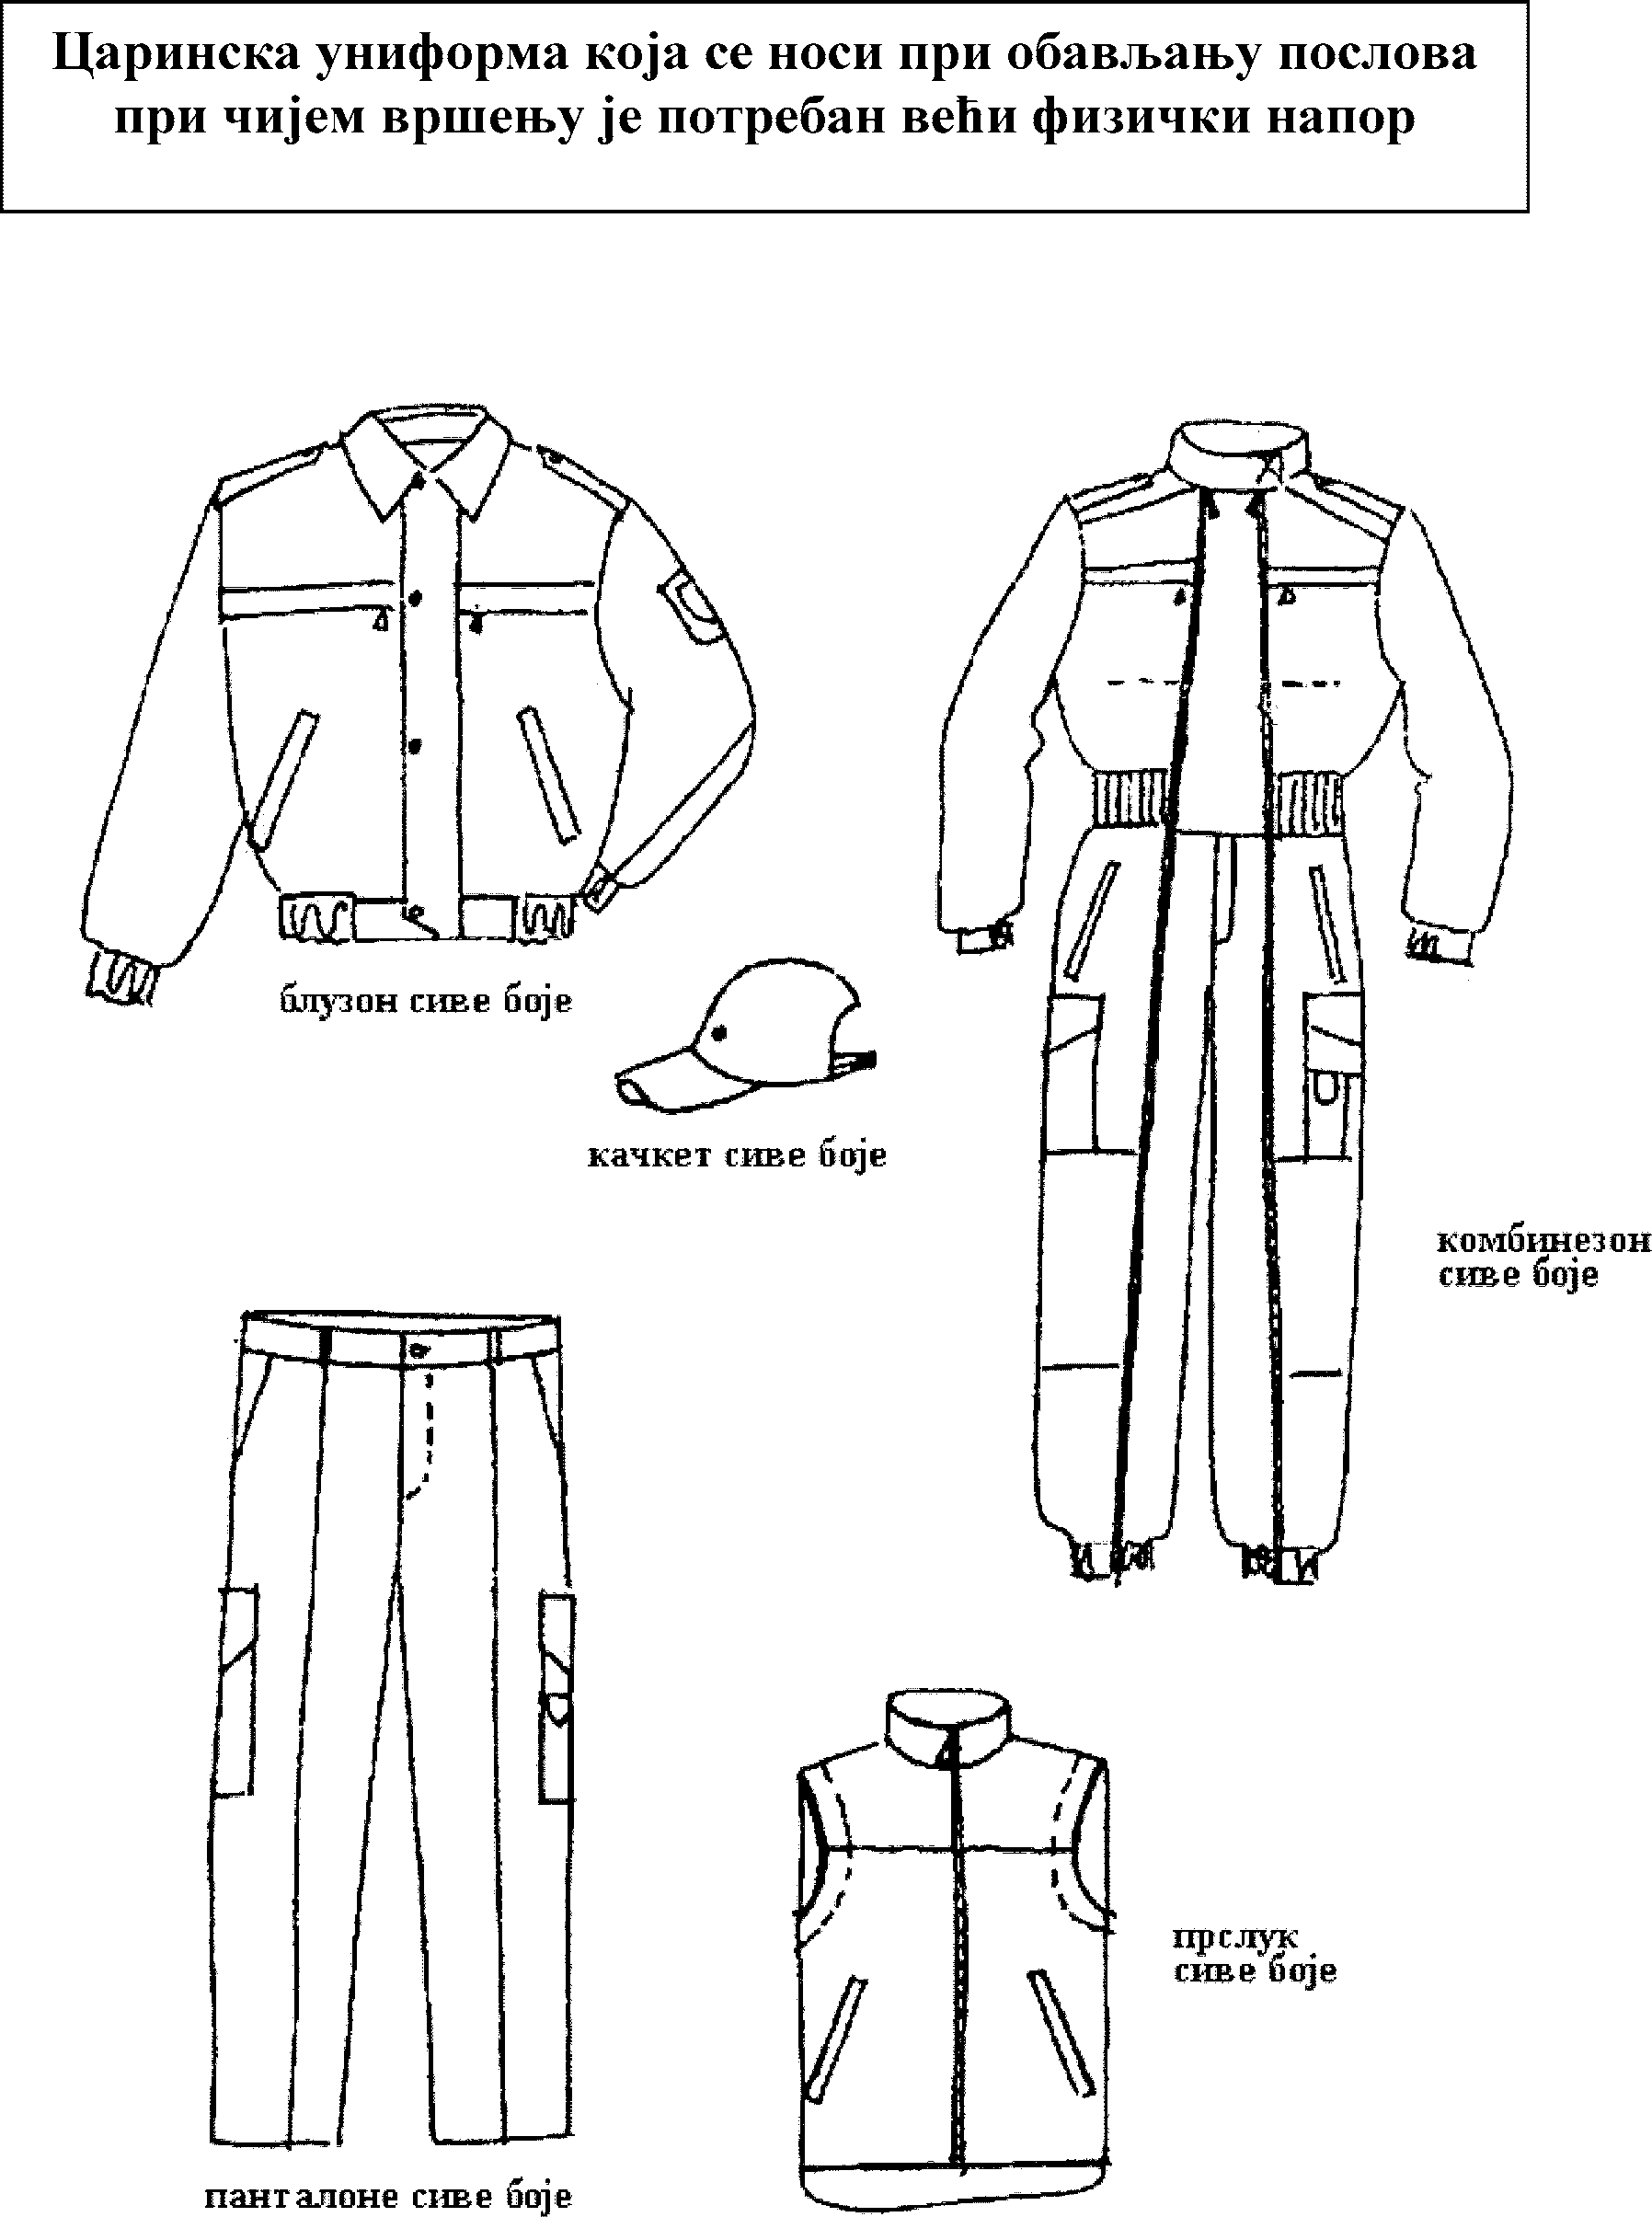 Царинска униформа која се носи при обављању послова
при чијем вршењу је потребан већи физички напор
блузон сиве боје
качкет сиве боје
комбинезон
сиве боје
прслук
сиве боје
панталоне сиве боје